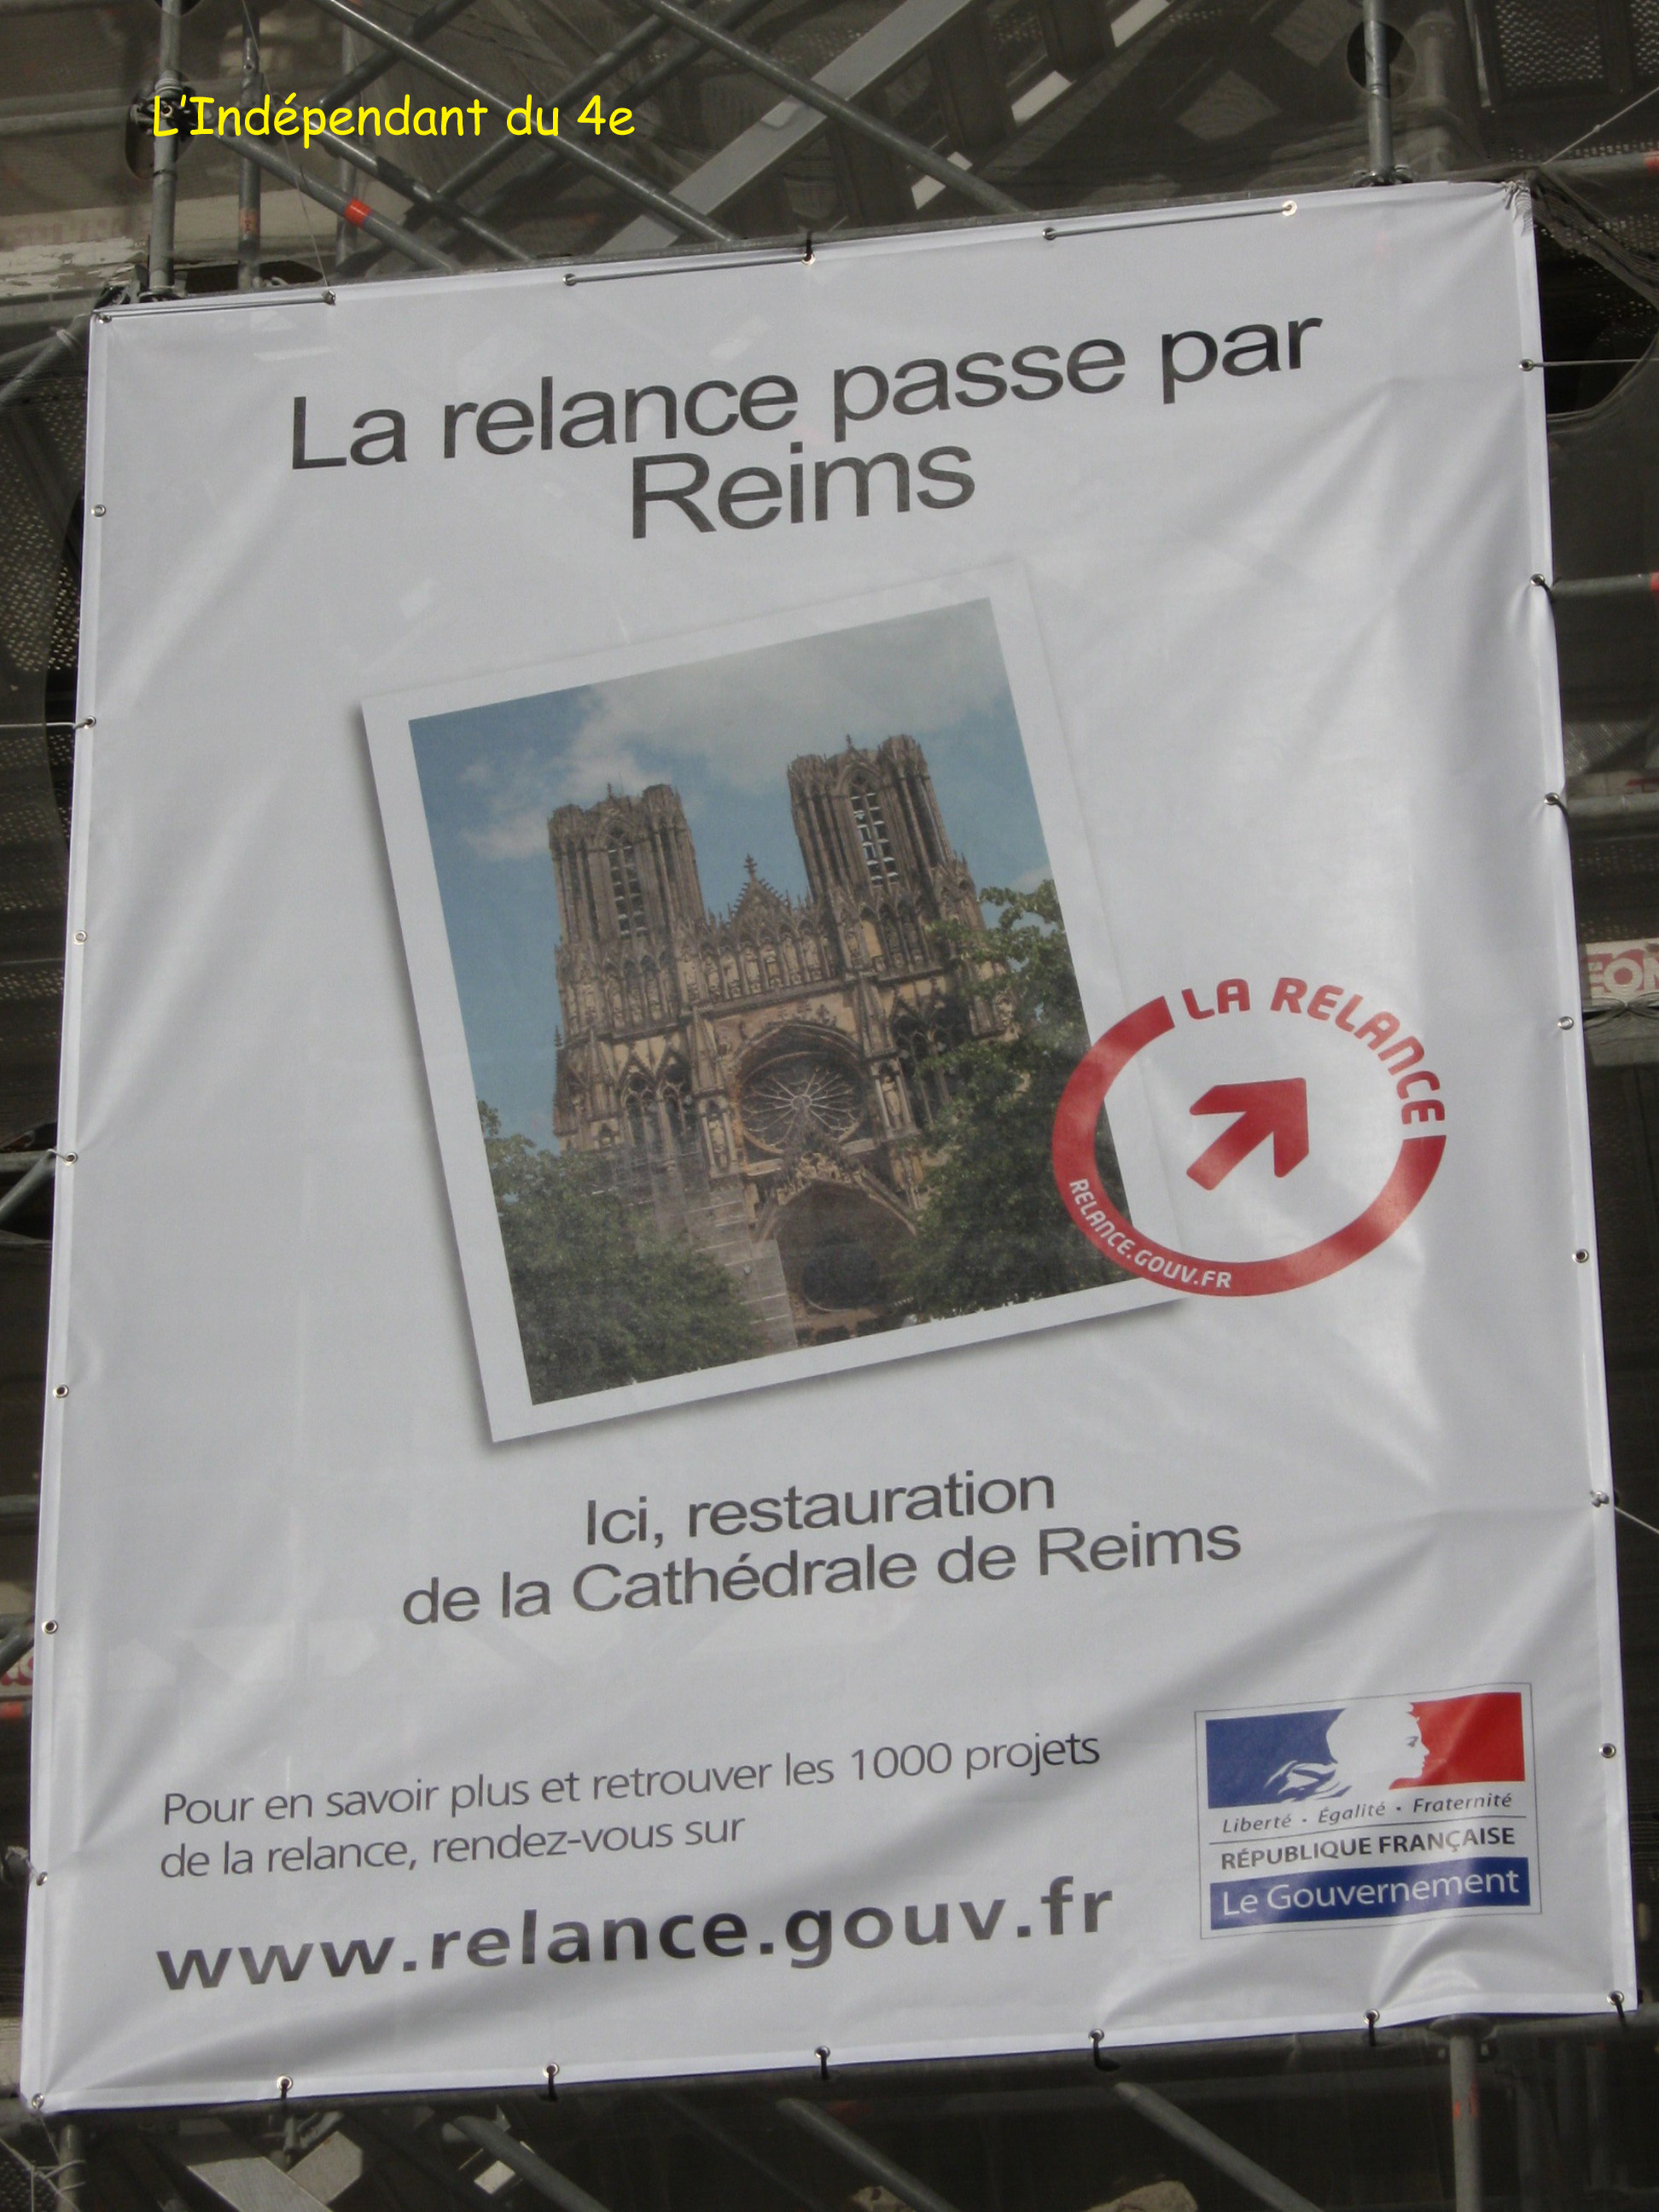 L'Indépendant du 4e
La relance passe par
Reims
LA RELANCE
RELANCE.GOUV.FR
Ici, restauration
de la Cathédrale de Reims
Pour en savoir plus et retrouver les 1000 projets
de la relance, rendez-vous sur
www.relance.gouv.fr
Liberté • Égalité • Fraternité
RÉPUBLIQUE FRANÇAISE
Le Gouvernement